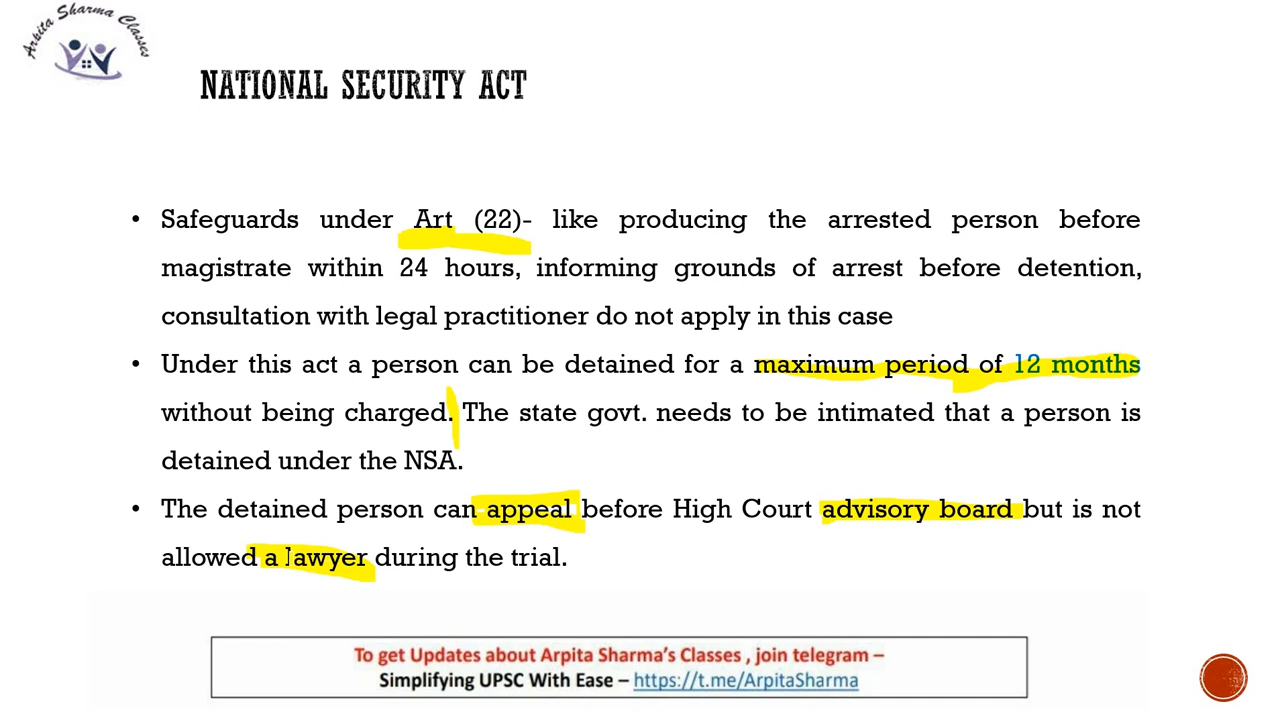 Arpita Sharma Classes
NATIONAL SECURITY ACT
• Safeguards under Art (22)- like producing the arrested person before
magistrate within 24 hours, informing grounds of arrest before detention,
consultation with legal practitioner do not apply in this case
• Under this act a person can be detained for a maximum period of 12 months
without being charged. The state govt. needs to be intimated that a person is
detained under the NSA.
• The detained person can appeal before High Court advisory board but is not
allowed a lawyer during the trial.
To get Updates about Arpita Sharma's Classes , join telegram –
Simplifying UPSC With Ease – https://t.me/ArpitaSharma